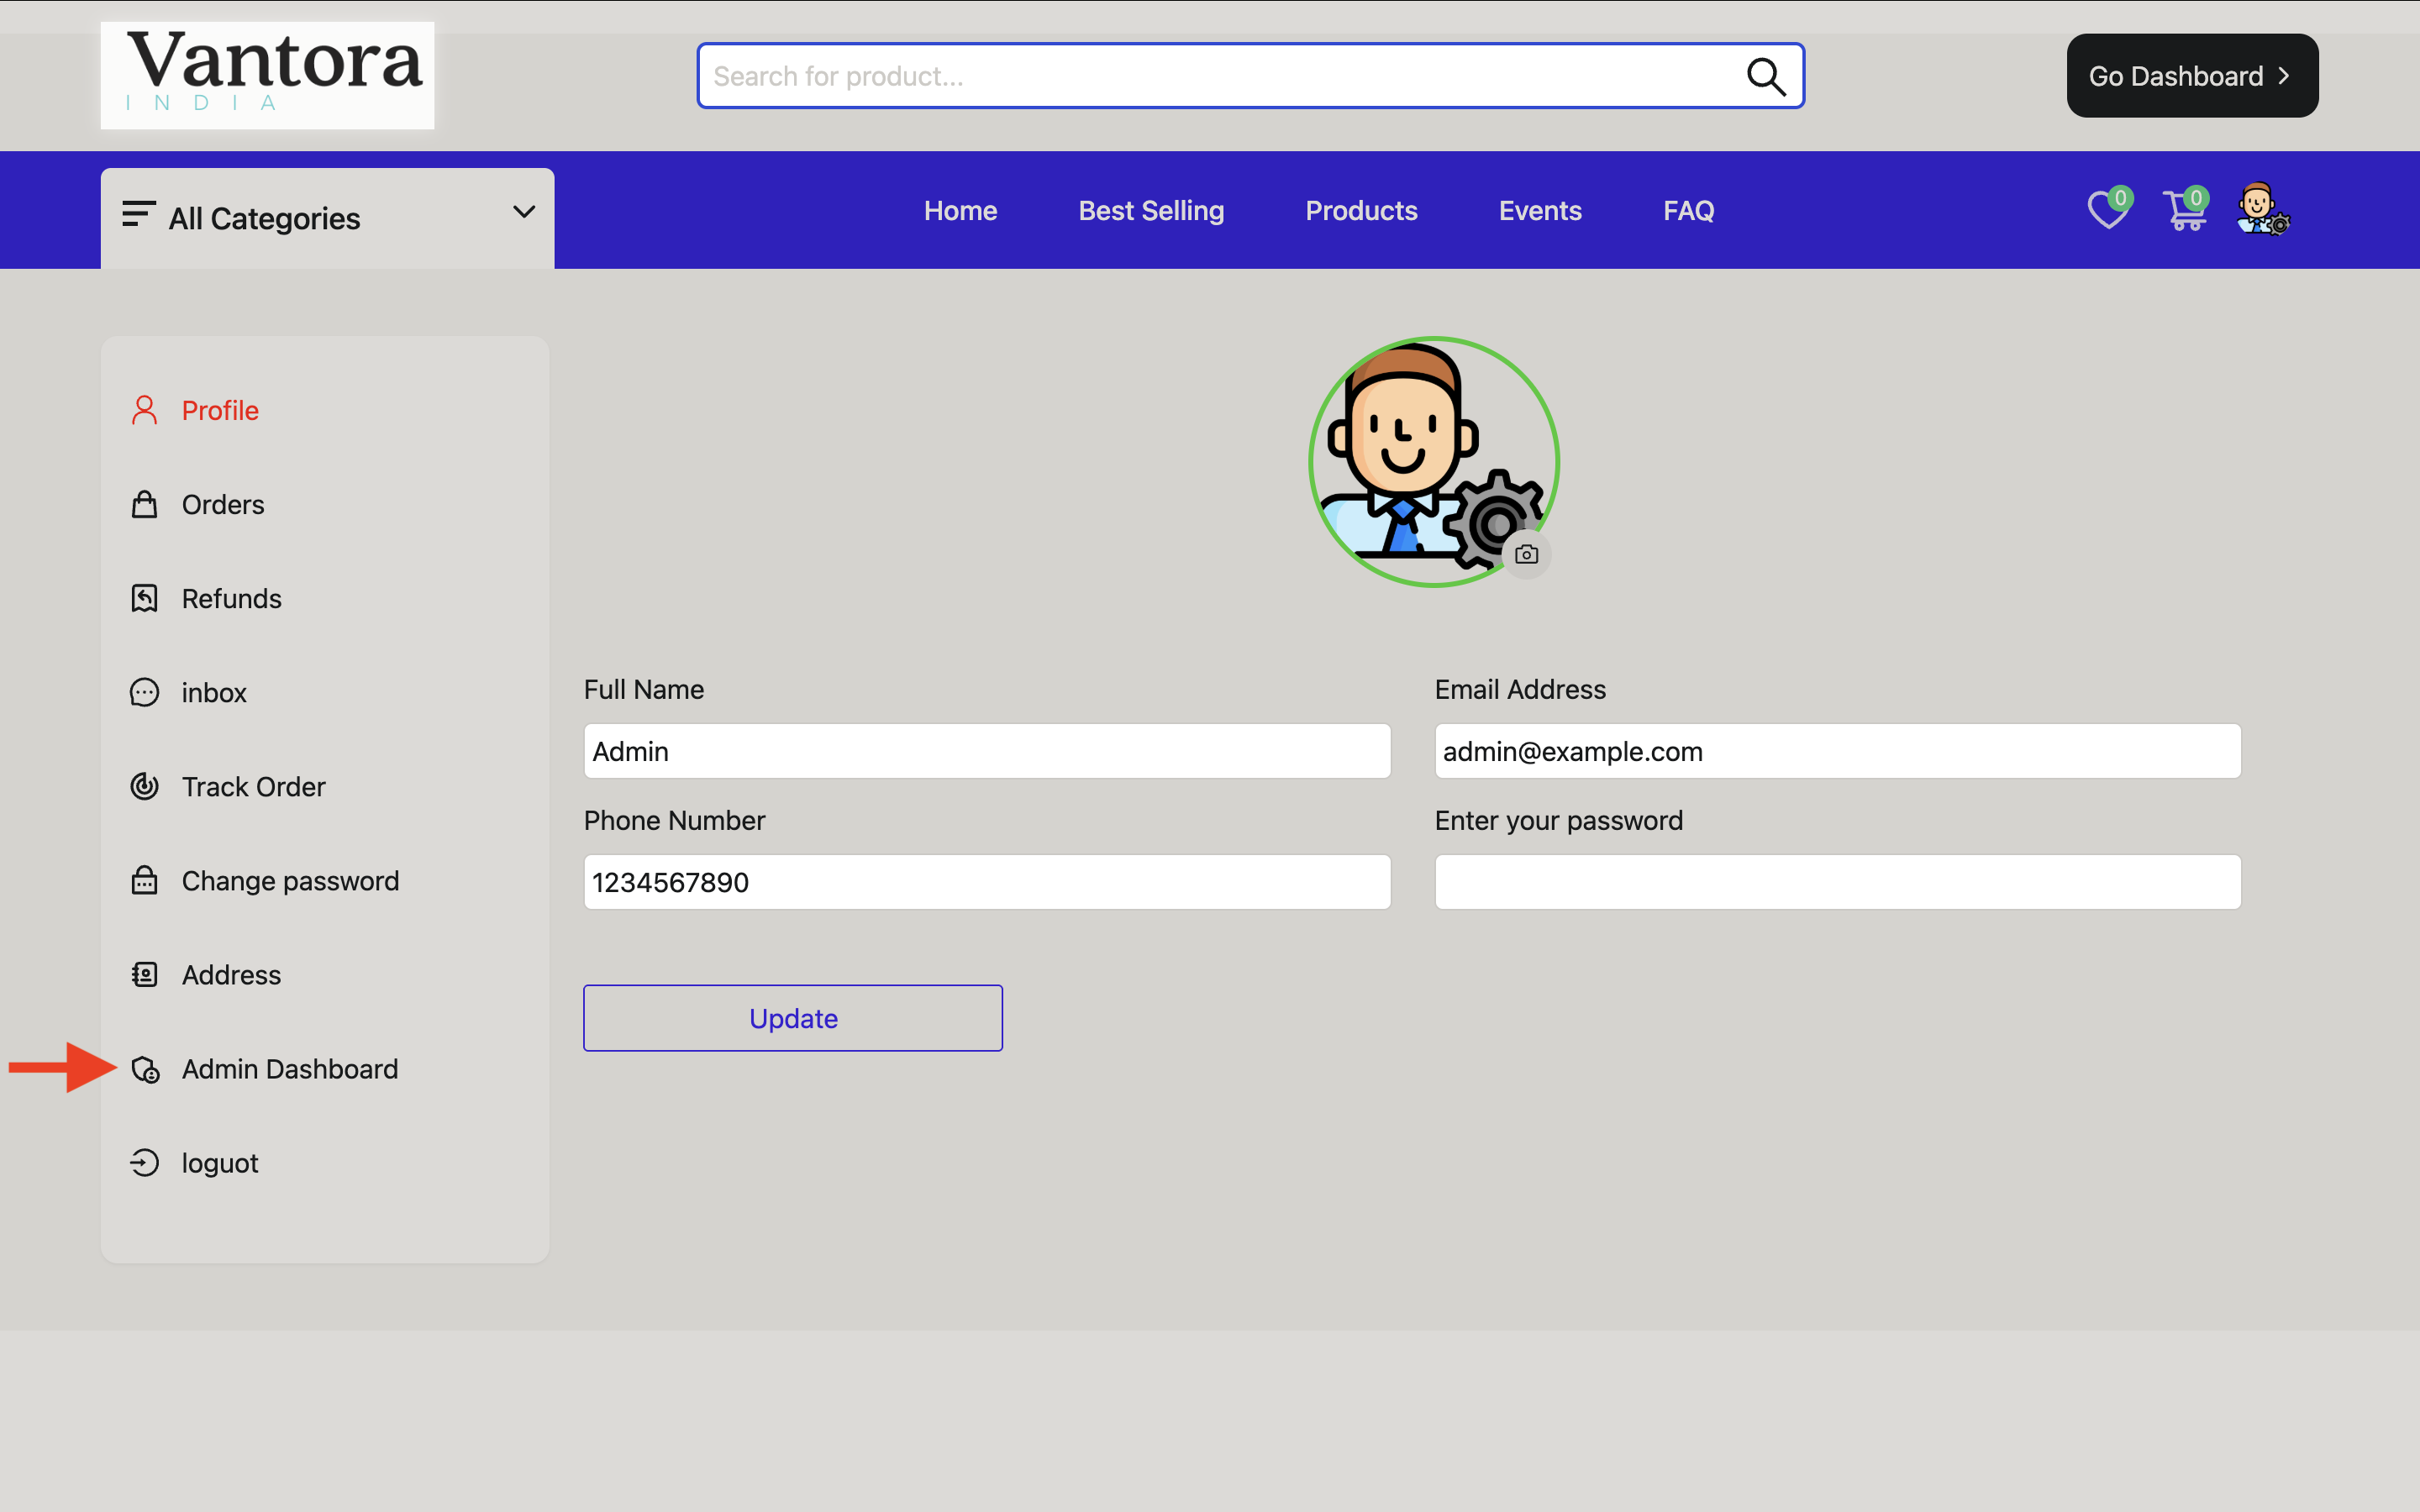 Vantora
INDIA
Search for product...
Go Dashboard
All Categories
Home
Best Selling
Products
Events
FAQ
0
0
Profile
Orders
Refunds
inbox
Track Order
Change password
Address
Admin Dashboard
loguot
Full Name
Email Address
Admin
admin@example.com
Phone Number
Enter your password
1234567890
Update